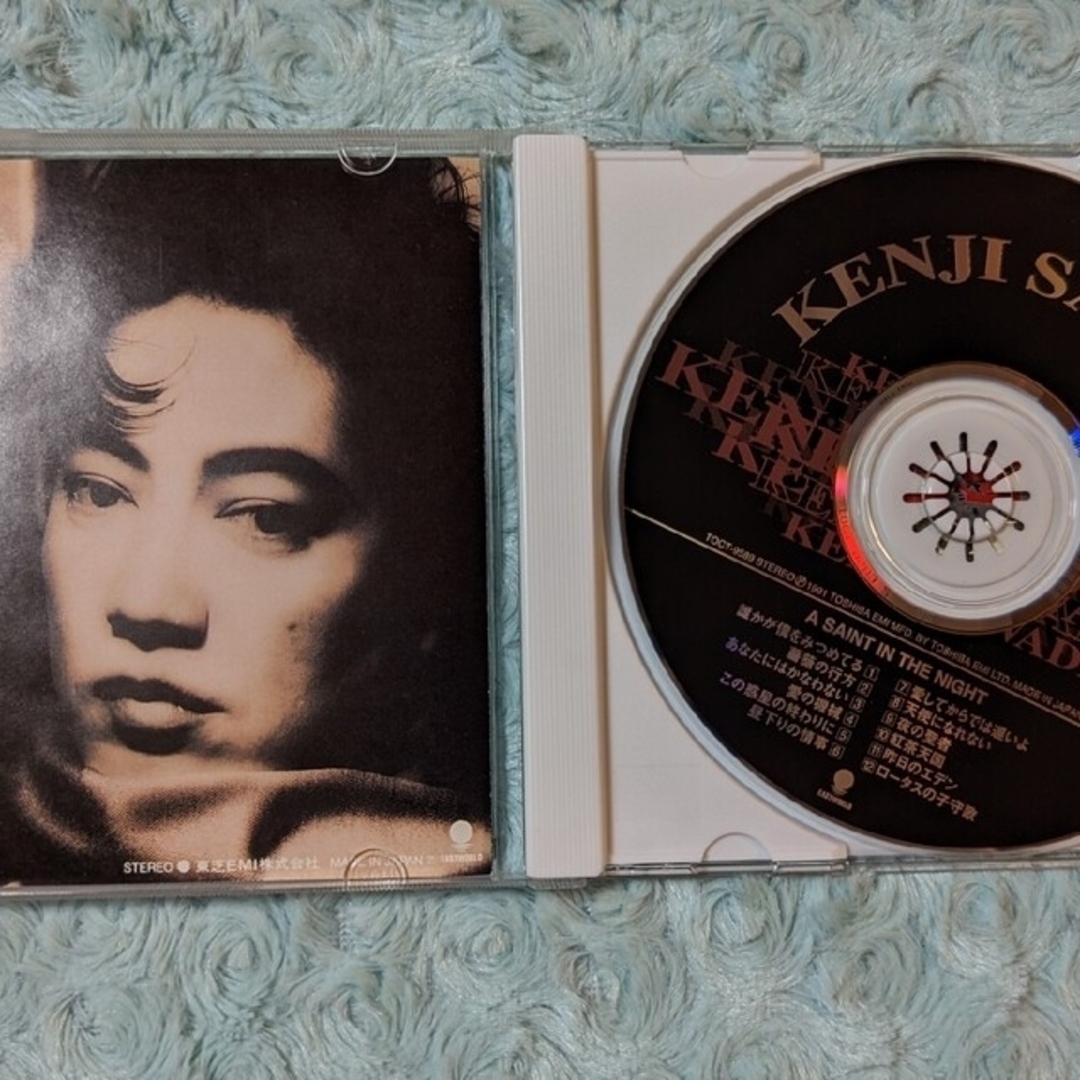 STEREO 東芝EMI株式会社 MADE IN JAPAN
EASTWORLD
KENJI SA
TOCT-9589 STEREO Ⓟ1991 TOSHIBA EMI MFD. BY TOSHIBA EMI LTD. MADE IN JAPAN
A SAINT IN THE NIGHT
誰かが僕をみつめてる 1
薔薇の行方 2
あなたにはかなわない 3
愛の機械 4
この惑星の終わりに 5
昼下りの情事 6
7 愛してからでは遅いよ
8 天使になれない
9 夜の聖者
10 紅茶天国
11 昨日のエデン
12 ロータスの子守歌
EASTWORLD